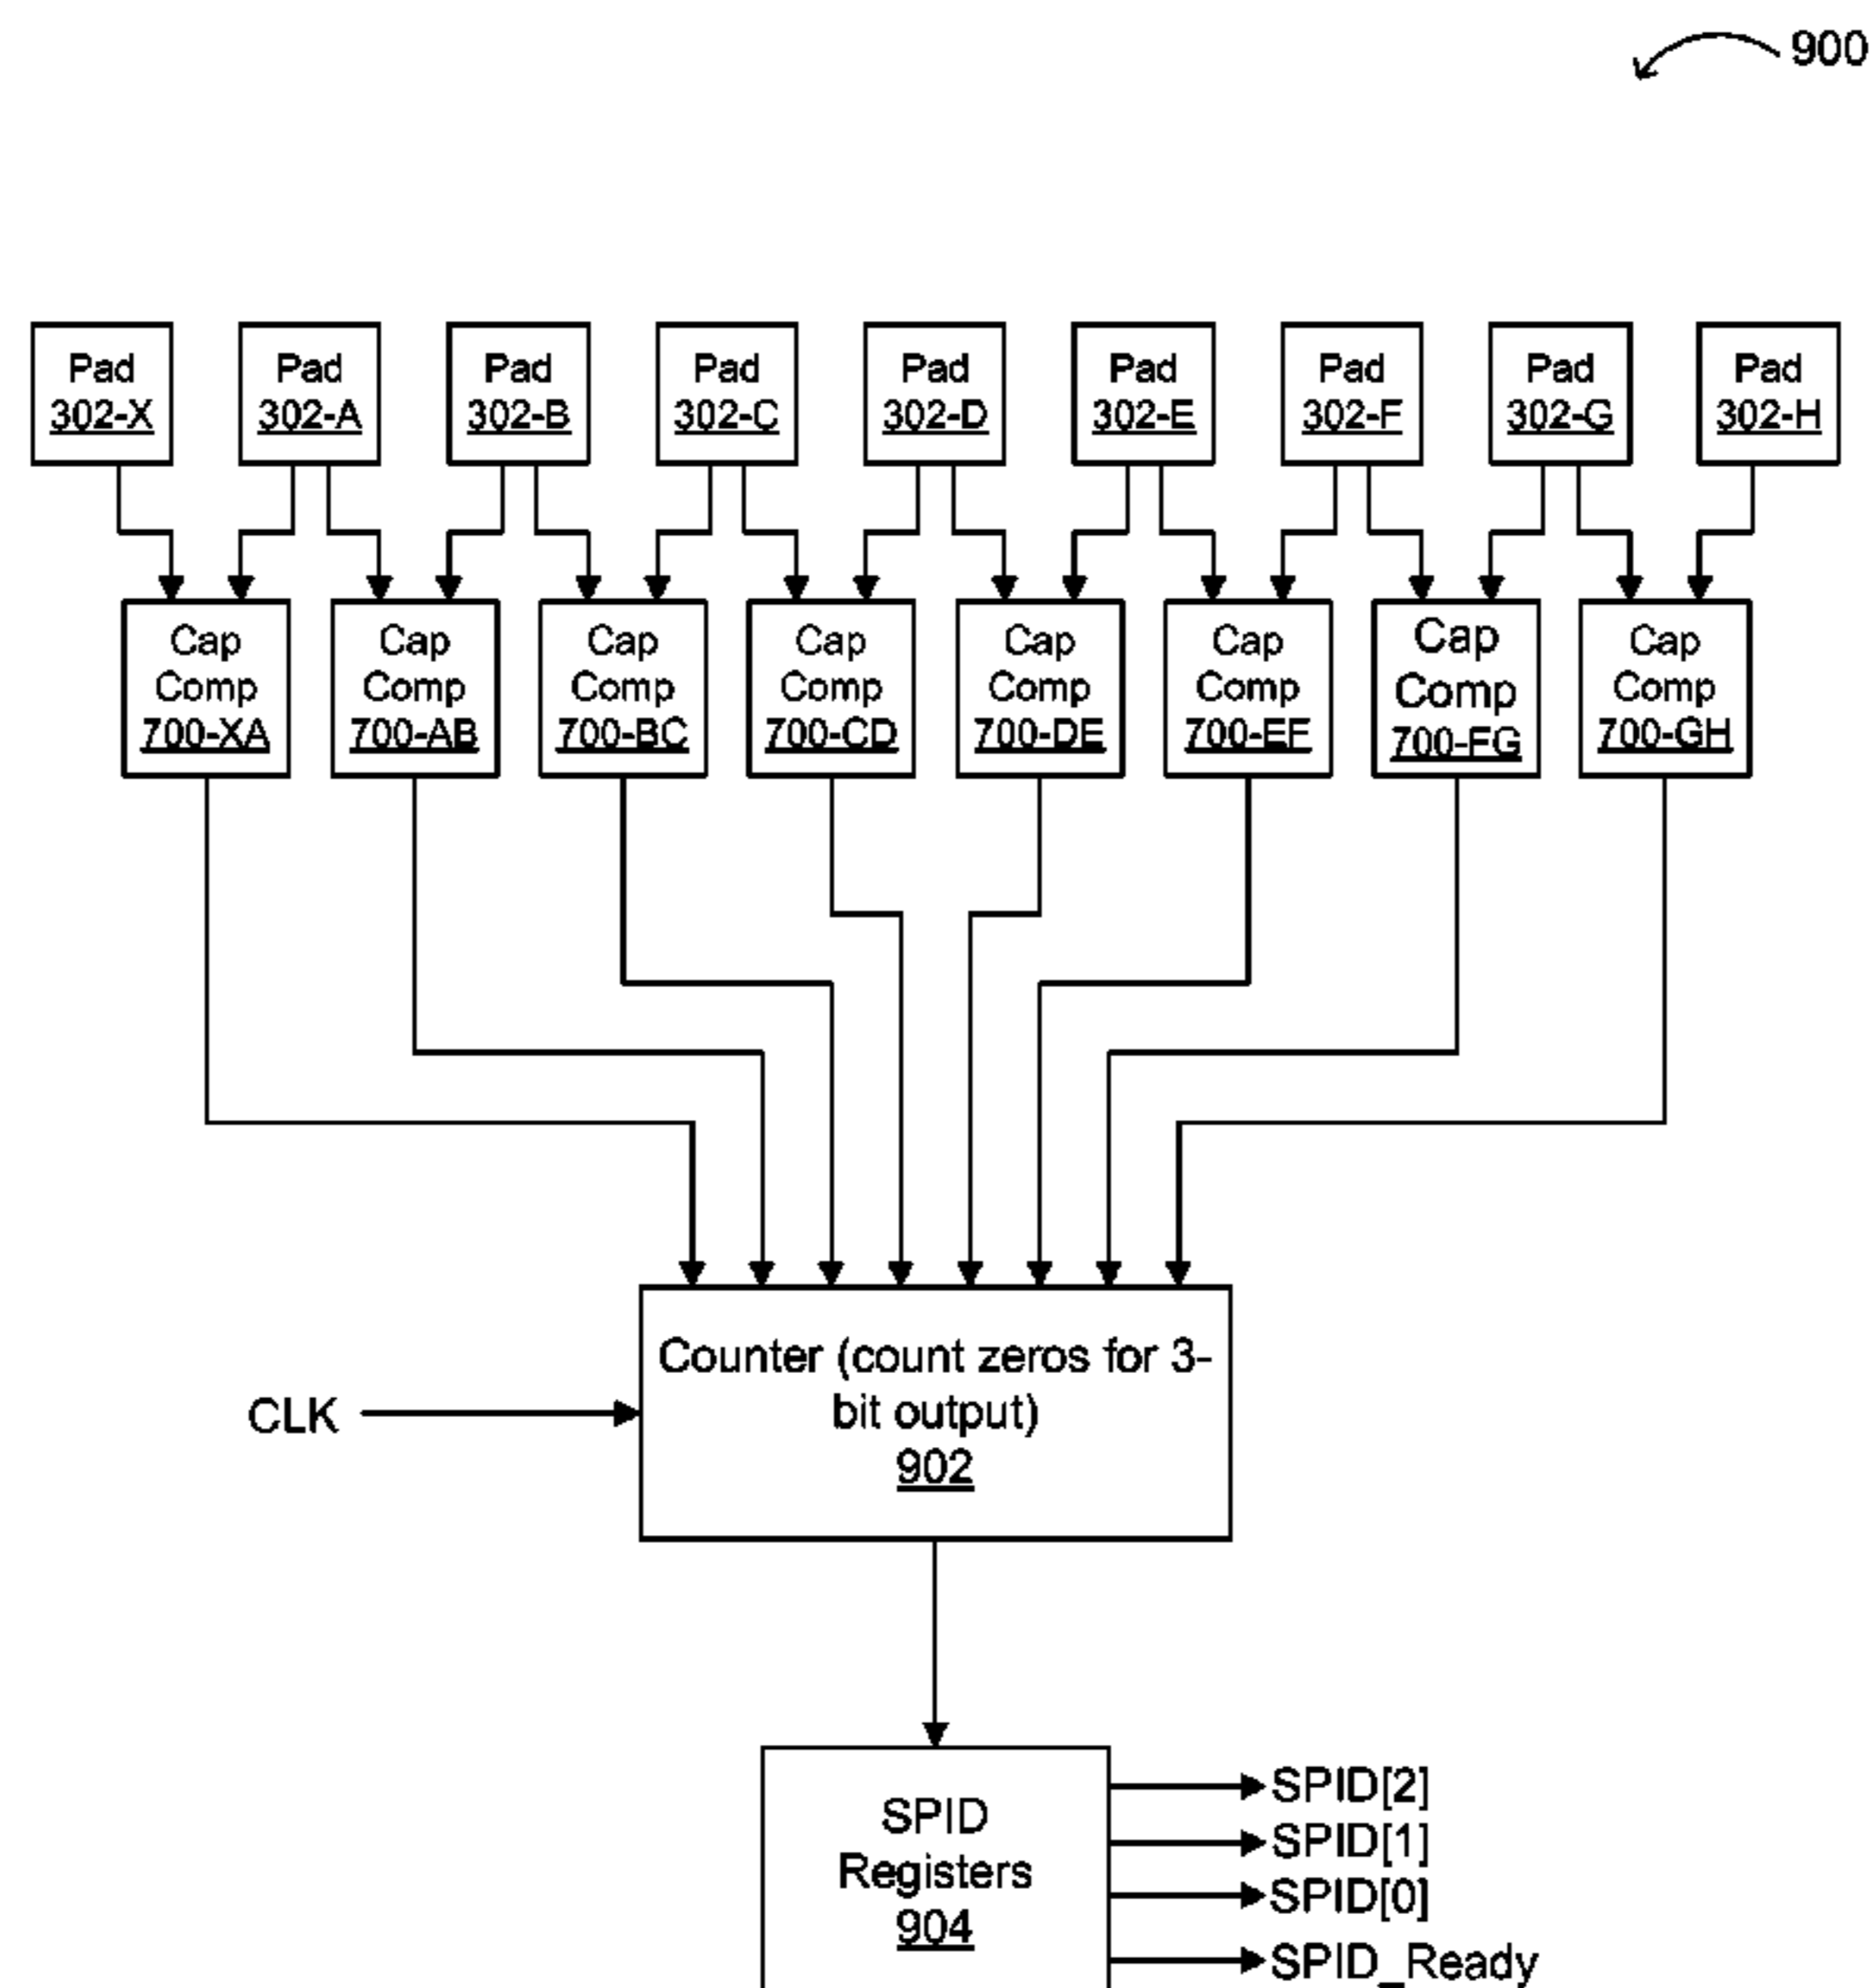 900
Pad
302-X
Pad
302-A
Pad
302-B
Pad
302-C
Pad
302-D
Pad
302-E
Pad
302-F
Pad
302-G
Pad
302-H
Cap
Comp
700-XA
Cap
Comp
700-AB
Cap
Comp
700-BC
Cap
Comp
700-CD
Cap
Comp
700-DE
Cap
Comp
700-EF
Cap
Comp
700-FG
Cap
Comp
700-GH
CLK
Counter (count zeros for 3-
bit output)
902
SPID
Registers
904
SPID[2]
SPID[1]
SPID[0]
SPID_Ready